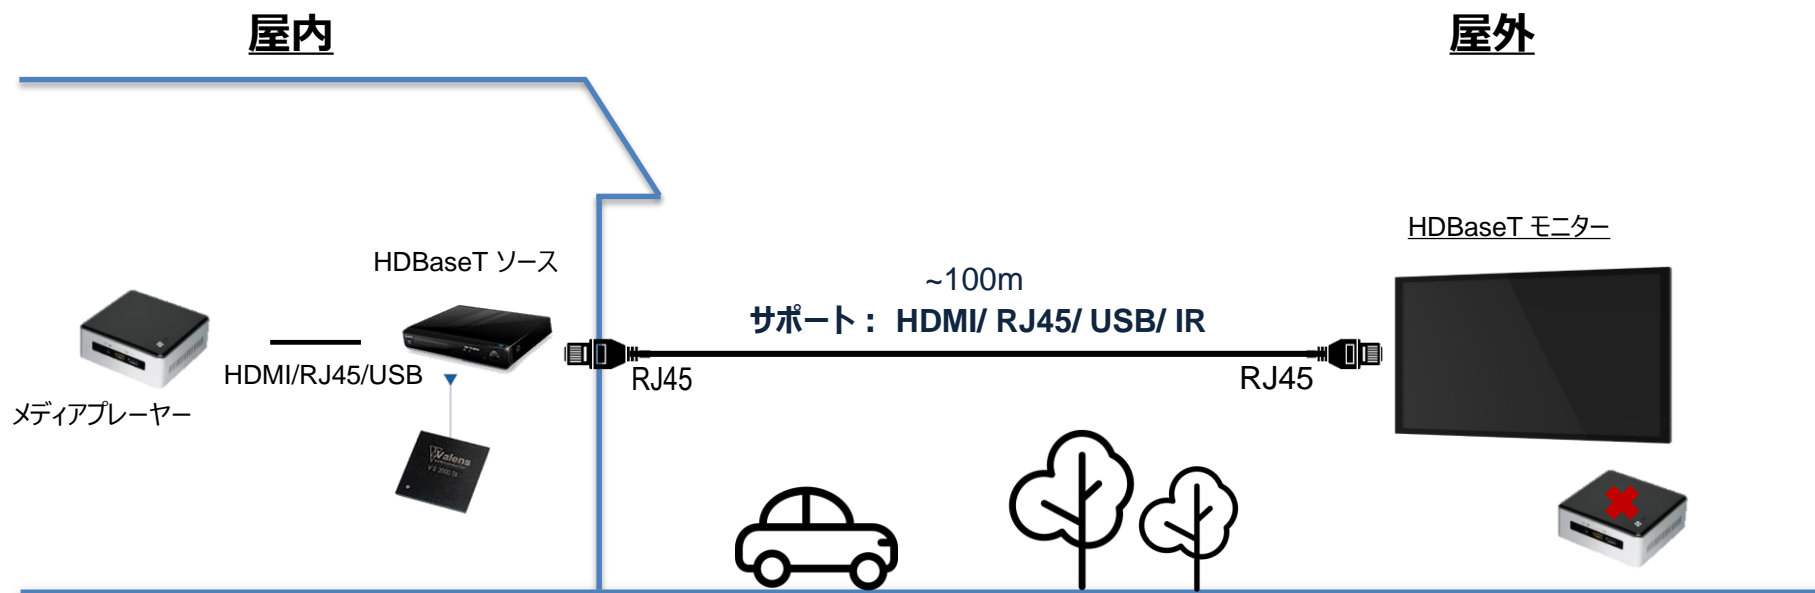 屋内
屋外
HDBaseT モニター
HDBaseT ソース
~100m
サポート： HDMI/ RJ45/ USB/ IR
HDMI/RJ45/USB
RJ45
RJ45
メディアプレーヤー
Valens